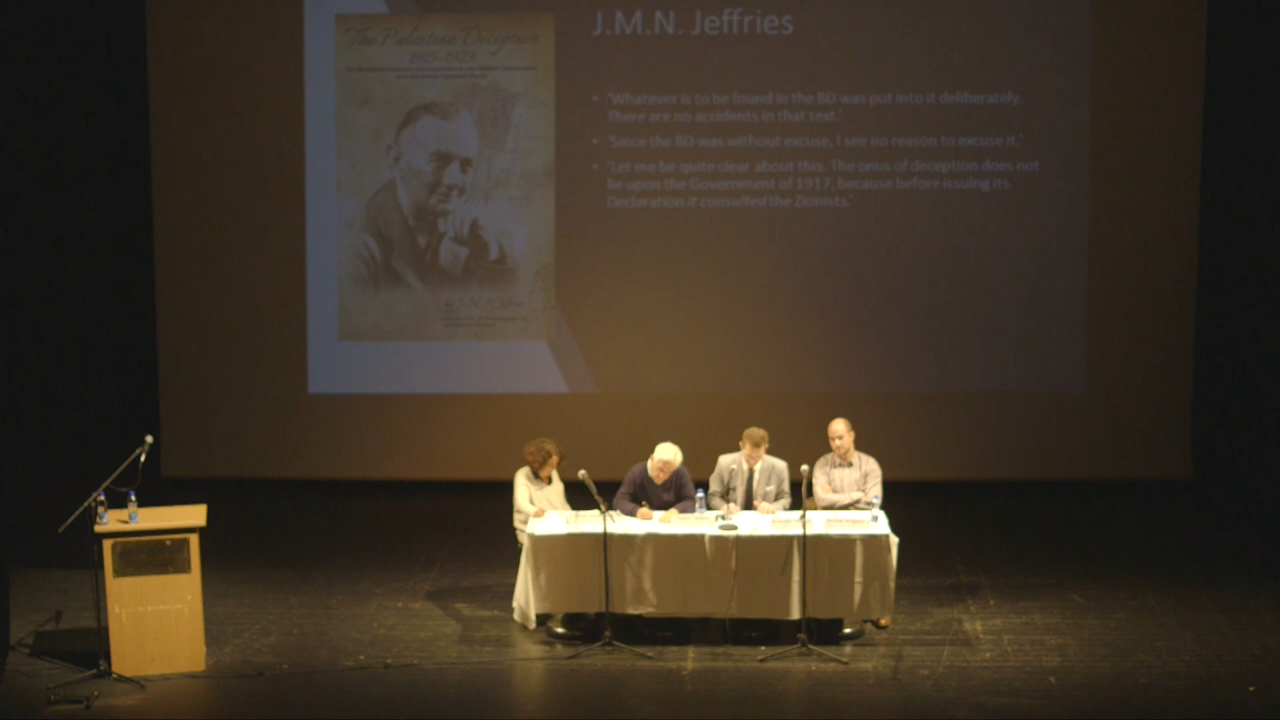 J.M.N. Jeffries
The Palestine Deception
1915-1923
• 'Whatever is to be found in the BD was put into it deliberately.
There are no accidents in that text.'
• 'Since the BD was without excuse, I see no reason to excuse it.'
• 'Let me be quite clear about this. The onus of deception does not
lie upon the Government of 1917, because before issuing its
Declaration it consulted the Zionists.'